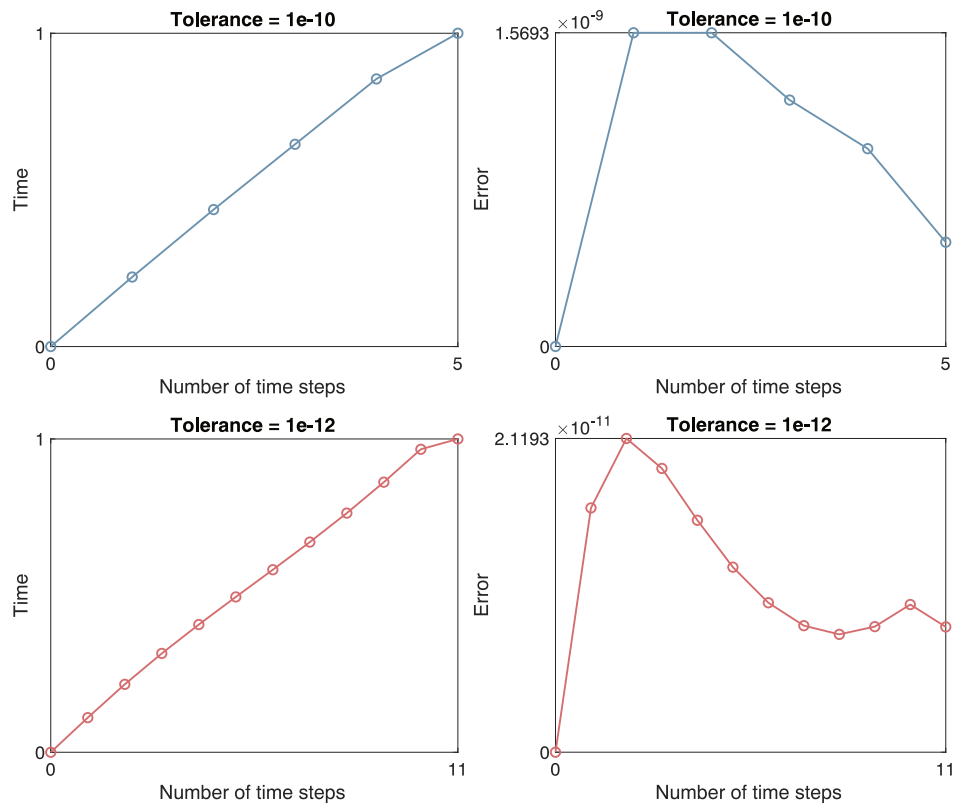 Tolerance = 1e-10
1
Time
0
0
5
Number of time steps
Tolerance = 1e-10
1.5693 ×10⁻⁹
Error
0
0
5
Number of time steps
Tolerance = 1e-12
1
Time
0
0
11
Number of time steps
Tolerance = 1e-12
2.1193 ×10⁻¹¹
Error
0
0
11
Number of time steps